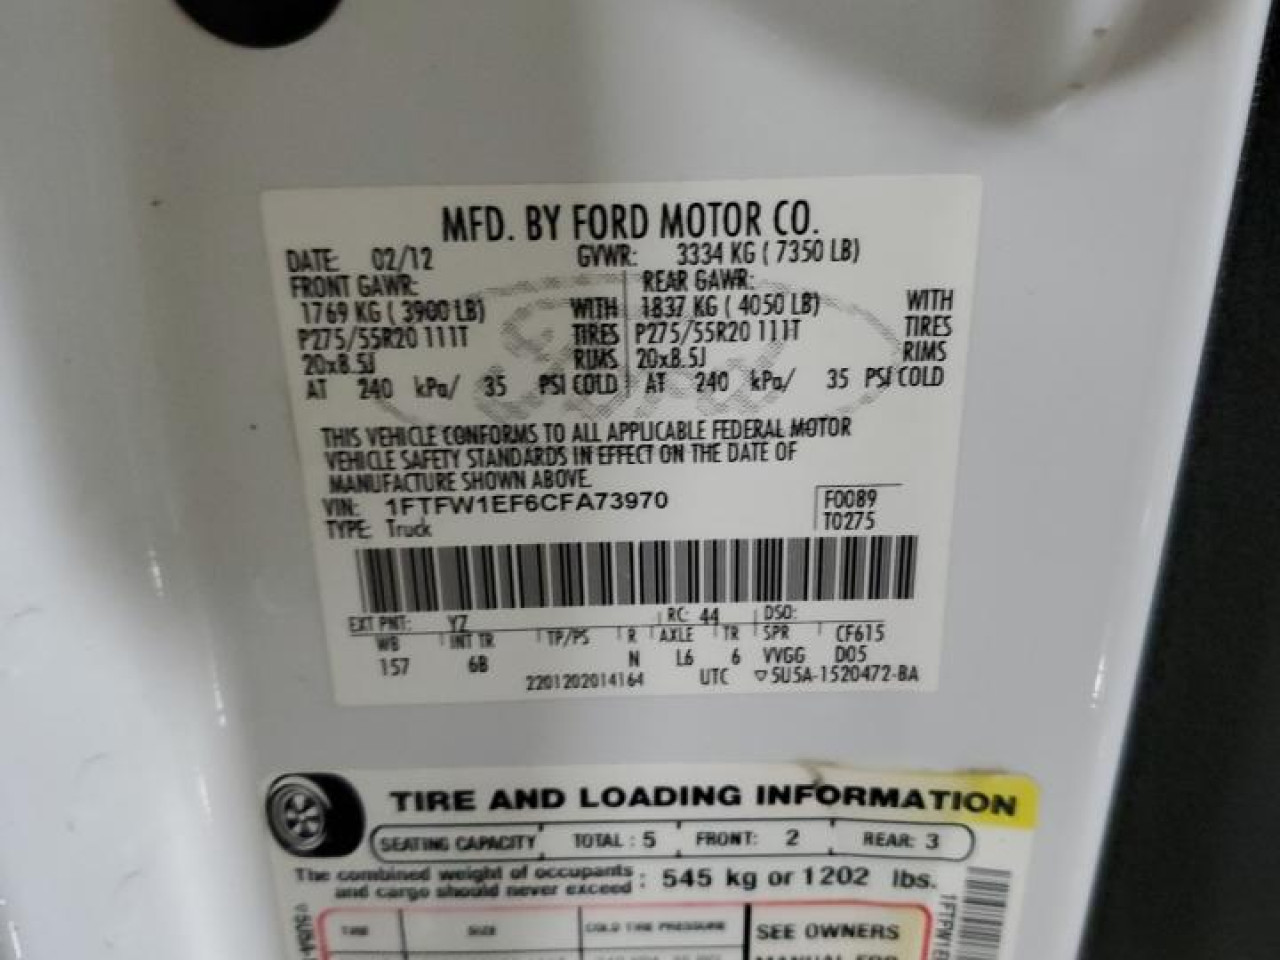 MFD. BY FORD MOTOR CO.
DATE: 02/12 GVWR: 3334 KG ( 7350 LB)
FRONT GAWR: REAR GAWR:
1769 KG ( 3900 LB) WITH 1837 KG ( 4050 LB) WITH
P275/55R20 111T TIRES P275/55R20 111T TIRES
20x8.5J RIMS 20x8.5J RIMS
AT 240 kPa/ 35 PSI COLD AT 240 kPa/ 35 PSI COLD
THIS VEHICLE CONFORMS TO ALL APPLICABLE FEDERAL MOTOR
VEHICLE SAFETY STANDARDS IN EFFECT ON THE DATE OF
MANUFACTURE SHOWN ABOVE.
VIN: 1FTFW1EF6CFA73970 F0089
TYPE: Truck T0275
EXT PNT: YZ RC: 44 DSO:
WB INT TR TP/PS R AXLE TR SPR CF615
157 6B N L6 6 VVGG D05
2201202014164 UTC ▽5U5A-1520472-BA
TIRE AND LOADING INFORMATION
SEATING CAPACITY TOTAL : 5 FRONT: 2 REAR: 3
The combined weight of occupants
and cargo should never exceed : 545 kg or 1202 lbs.
TIRE SIZE COLD TIRE PRESSURE SEE OWNERS
MANUAL FOR